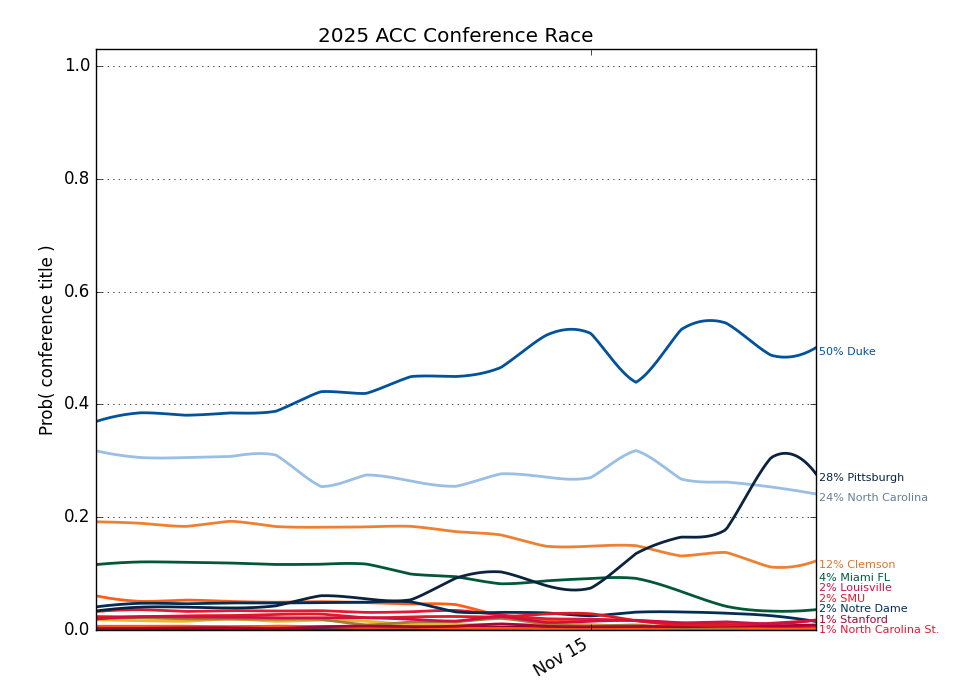 2025 ACC Conference Race
1.0
0.8
0.6
0.4
0.2
0.0
Prob( conference title )
Nov 15
50% Duke
28% Pittsburgh
24% North Carolina
12% Clemson
4% Miami FL
2% Louisville
2% SMU
2% Notre Dame
1% Stanford
1% North Carolina St.